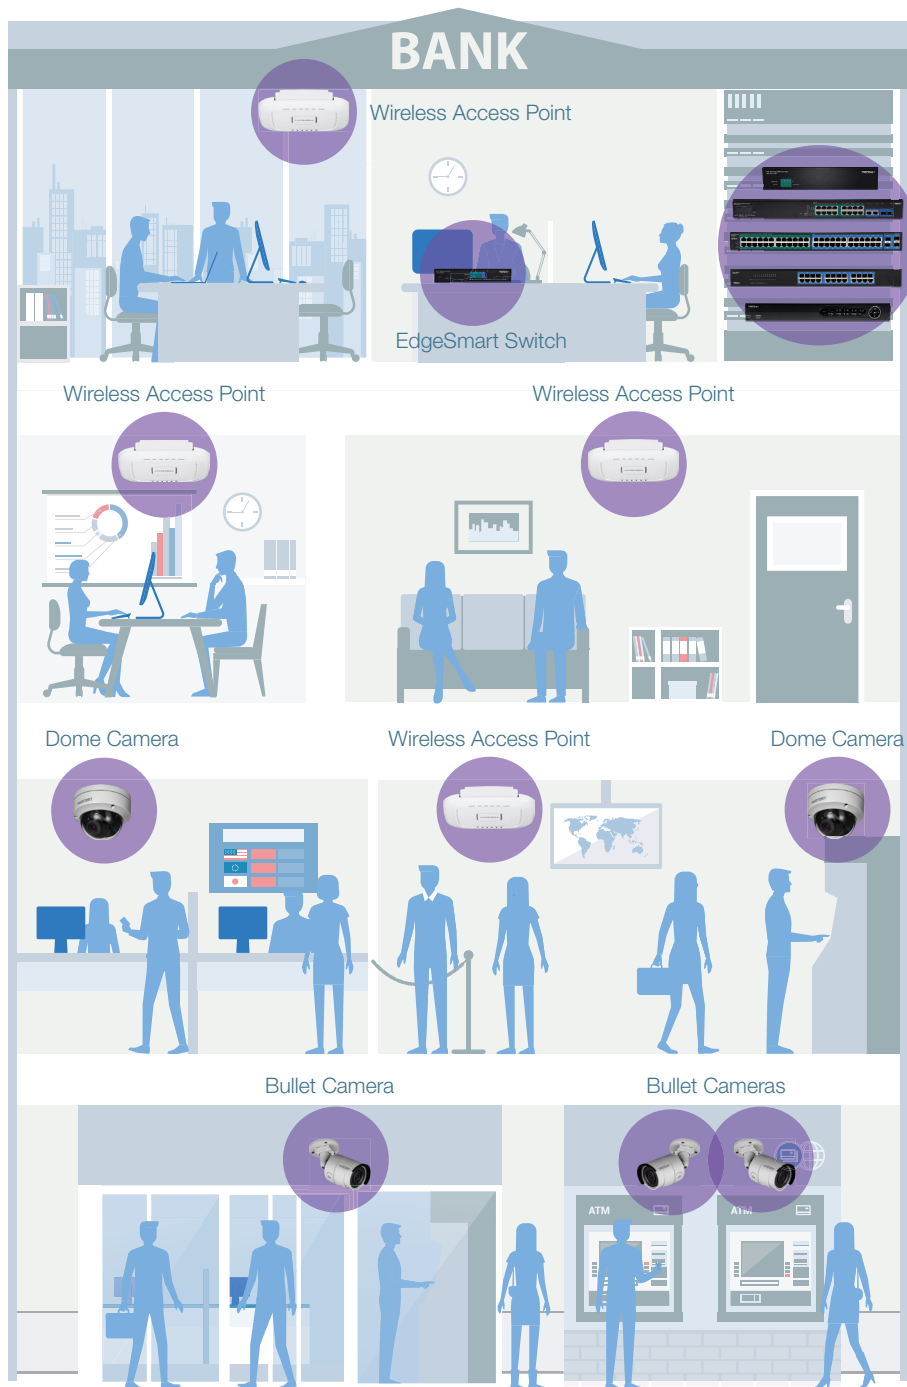 BANK
Wireless Access Point
EdgeSmart Switch
Wireless Access Point
Wireless Access Point
Dome Camera
Wireless Access Point
Dome Camera
Bullet Camera
Bullet Cameras
ATM
ATM